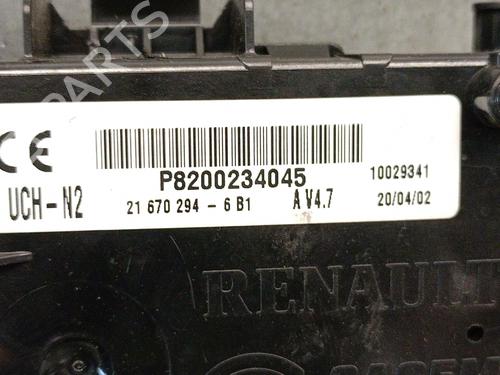 CE
P8200234045
10029341
UCH-N2
21 670 294 - 6 B1
A V4.7
20/04/02
RENAULT